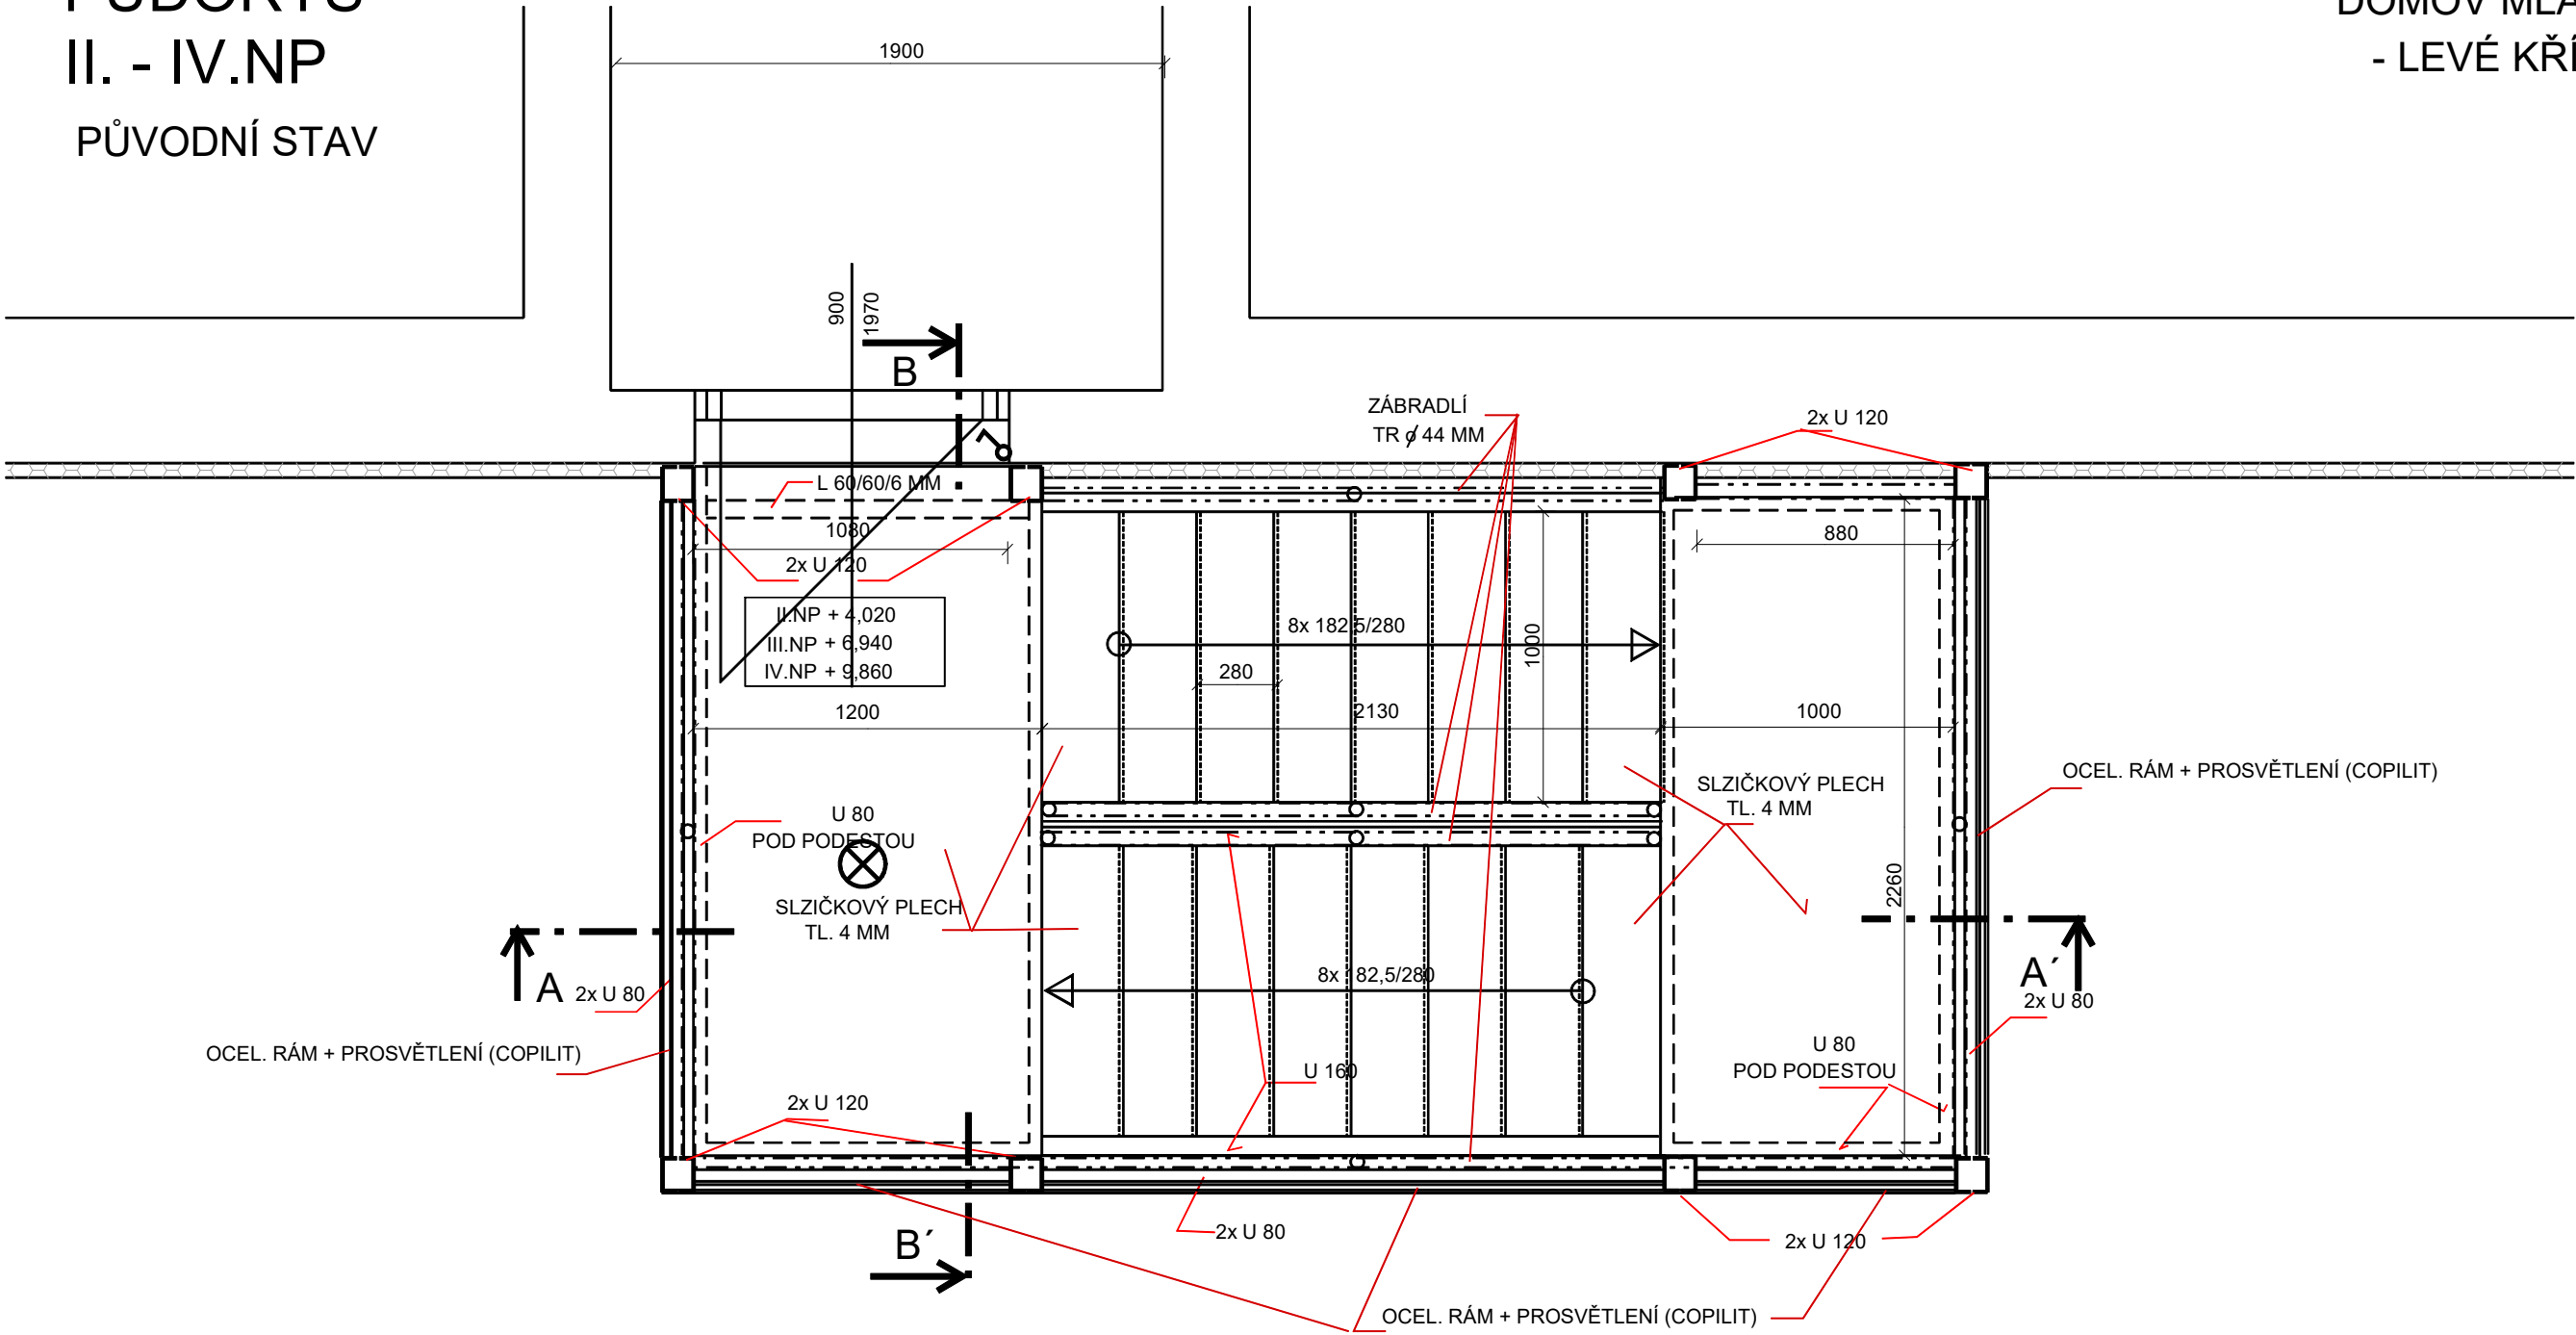 II. - IV.NP
PŮVODNÍ STAV
- LEVÉ
1900
900
1970
B
ZÁBRADLÍ
TR ø 44 MM
2x U 120
L 60/60/6 MM
1080
2x U 120
880
II.NP + 4,020
III.NP + 6,940
IV.NP + 9,860
8x 182,5/280
1000
280
1200
2130
1000
SLZIČKOVÝ PLECH
TL. 4 MM
OCEL. RÁM + PROSVĚTLENÍ (COPILIT)
U 80
POD PODESTOU
2260
SLZIČKOVÝ PLECH
TL. 4 MM
A
2x U 80
8x 182,5/280
A´
2x U 80
OCEL. RÁM + PROSVĚTLENÍ (COPILIT)
U 160
U 80
POD PODESTOU
2x U 120
B´
2x U 80
2x U 120
OCEL. RÁM + PROSVĚTLENÍ (COPILIT)